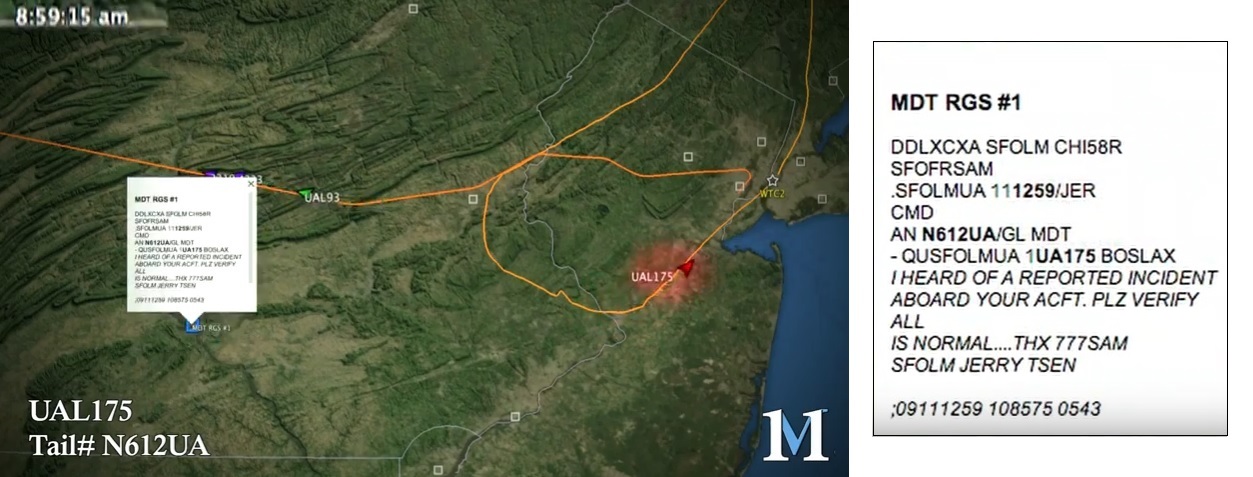 8:59:15 am
UAL93
MDT RGS #1
DDLXCXA SFOLM CHI58R
SFOFRSAM
.SFOLMUA 111259/JER
CMD
AN N612UA/GL MDT
- QUSFOLMUA 1UA175 BOSLAX
I HEARD OF A REPORTED INCIDENT
ABOARD YOUR ACFT. PLZ VERIFY
ALL
IS NORMAL....THX 777SAM
SFOLM JERRY TSEN
;09111259 108575 0543
MDT RGS #1
WTC2
UAL175
UAL175
Tail# N612UA
M
MDT RGS #1
DDLXCXA SFOLM CHI58R
SFOFRSAM
.SFOLMUA 111259/JER
CMD
AN N612UA/GL MDT
- QUSFOLMUA 1UA175 BOSLAX
I HEARD OF A REPORTED INCIDENT
ABOARD YOUR ACFT. PLZ VERIFY
ALL
IS NORMAL....THX 777SAM
SFOLM JERRY TSEN
;09111259 108575 0543